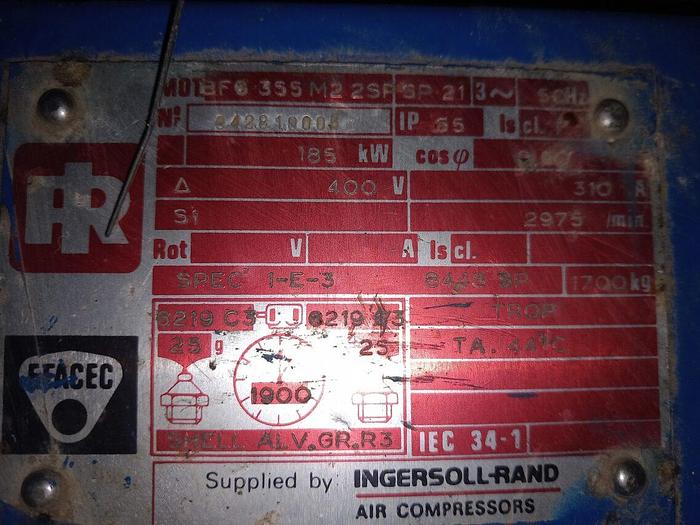 MOT BF6 355 M2 2SP SP 21 3~ 50Hz
Nº IP 55 Is cl. F
185 kW cos φ
Δ 400 V 310 A
S1 2975 /min.
Rot V A Is cl.
SPEC 1-E-3 SP 1700 kg
6219 C3 6219 C3 TROP
25 g 25 TA. 44°C
1900
SHELL ALV.GR.R3 IEC 34-1
IR
EFACEC
Supplied by INGERSOLL-RAND
AIR COMPRESSORS